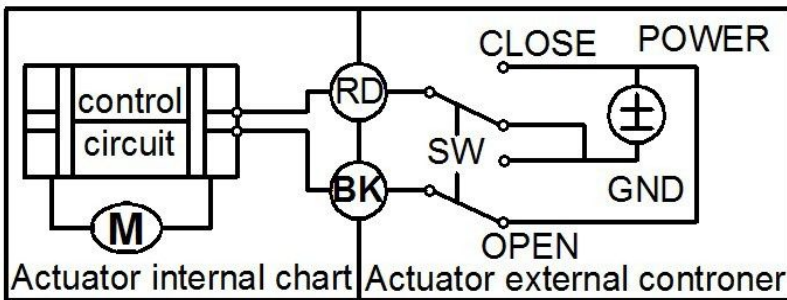 CLOSE POWER
control
circuit
RD
SW
±
BK
GND
M
OPEN
Actuator internal chart
Actuator external controner